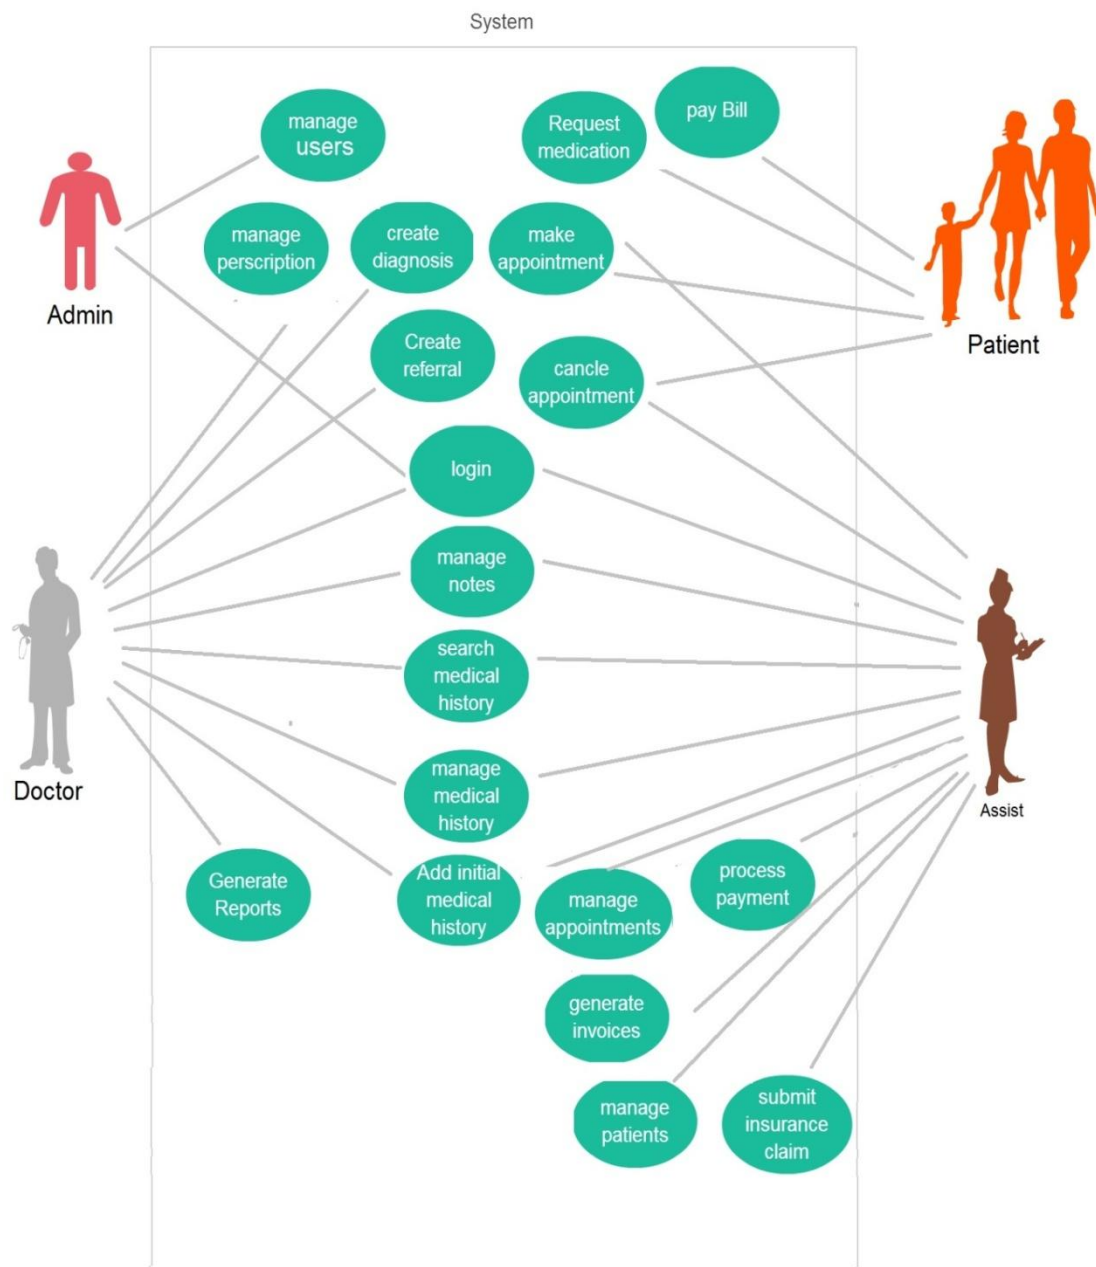 System
manage
users
Request
medication
pay Bill
Admin
manage
perscription
create
diagnosis
make
appointment
Patient
Create
referral
cancle
appointment
login
manage
notes
search
medical
history
Doctor
manage
medical
history
Assist
Generate
Reports
Add initial
medical
history
manage
appointments
process
payment
generate
invoices
manage
patients
submit
insurance
claim